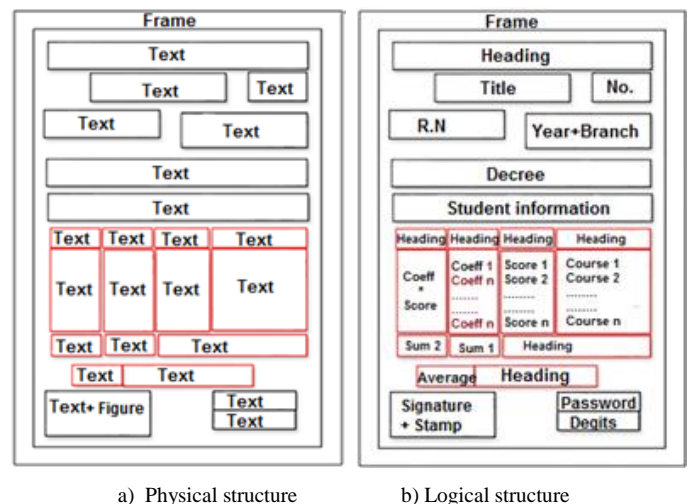 Frame
Text
Text Text
Text Text
Text
Text
Text Text Text Text
Text Text Text Text
Text Text Text
Text Text
Text+ Figure Text
Text
a) Physical structure
Frame
Heading
Title No.
R.N Year+Branch
Decree
Student information
Heading Heading Heading Heading
Coeff
*
Score
Coeff 1 Score 1 Course 1
Coeff n Score 2 Course 2
....... ....... ........
....... ....... ........
Coeff n Score n Course n
Sum 2 Sum 1 Heading
Average Heading
Signature
+ Stamp
Password
Degits
b) Logical structure